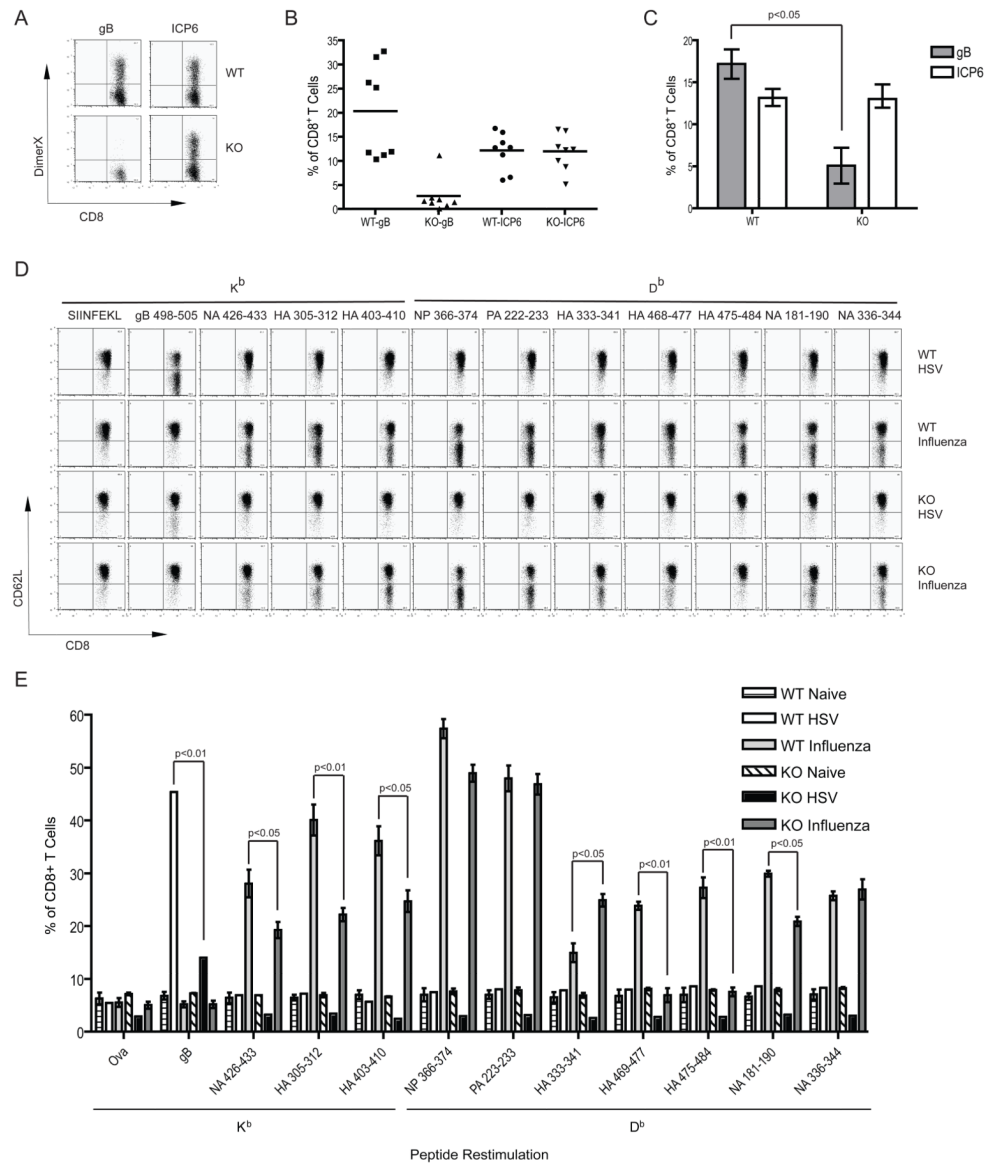 A
gB
ICP6
WT
KO
DimerX
CD8
B
% of CD8+ T Cells
35
30
25
20
15
10
5
0
WT-gB
KO-gB
WT-ICP6
KO-ICP6
C
p<0.05
gB
ICP6
% of CD8+ T Cells
20
15
10
5
0
WT
KO
D
Kb
Db
SIINFEKL
gB 498-505
NA 426-433
HA 305-312
HA 403-410
NP 366-374
PA 222-233
HA 333-341
HA 468-477
HA 475-484
NA 181-190
NA 336-344
WT
HSV
WT
Influenza
KO
HSV
KO
Influenza
CD62L
CD8
E
WT Naive
WT HSV
WT Influenza
KO Naive
KO HSV
KO Influenza
% of CD8+ T Cells
60
50
40
30
20
10
0
p<0.01
p<0.05
p<0.01
p<0.05
p<0.05
p<0.01
p<0.01
p<0.05
Ova
gB
NA 426-433
HA 305-312
HA 403-410
NP 366-374
PA 223-233
HA 333-341
HA 469-477
HA 475-484
NA 181-190
NA 336-344
Kb
Db
Peptide Restimulation